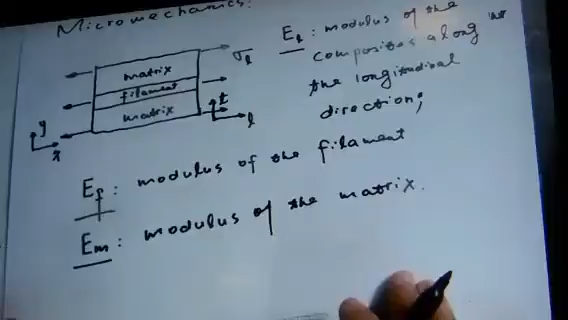 Micromechanics:
matrix
filament
matrix
σℓ
t
ℓ
y
x
Eℓ : modulus of the
composites along
the longitudinal
direction;
Ef : modulus of the filament
Em : modulus of the matrix.